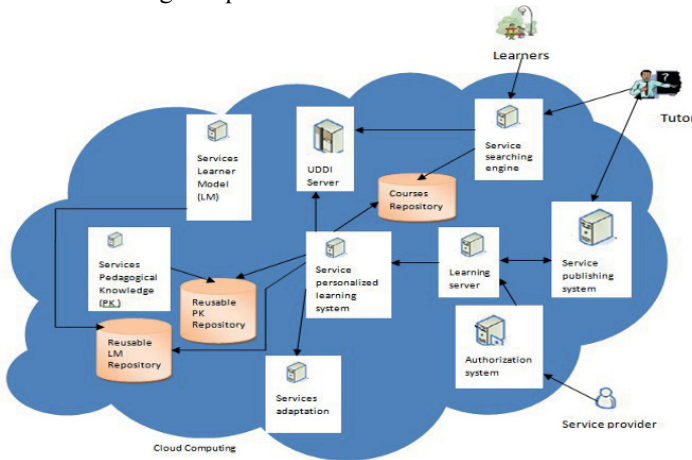 Learners
Tutor
Services
Learner
Model
(LM)
UDDI
Server
Service
searching
engine
Courses
Repository
Services
Pedagogical
Knowledge
(PK )
Reusable
PK
Repository
Service
personalized
learning
system
Learning
server
Service
publishing
system
Reusable
LM
Repository
Services
adaptation
Authorization
system
Service provider
Cloud Computing